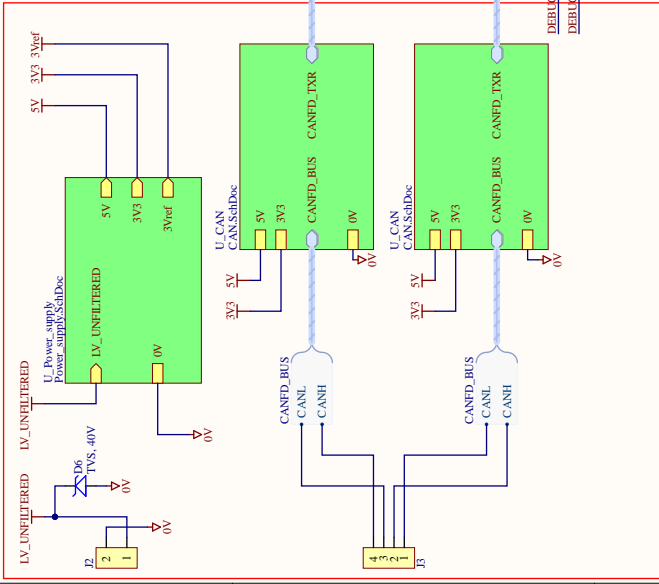 DEBUG
DEBUG
3Vref
3V3
5V
5V
3V3
3Vref
LV_UNFILTERED
0V
U_Power_supply
Power_supply.SchDoc
LV_UNFILTERED
0V
LV_UNFILTERED
D6
TVS, 40V
0V
0V
J2
2
1
U_CAN
CAN.SchDoc
CANFD_TXR
CANFD_BUS
5V
3V3
0V
5V
3V3
0V
CANFD_BUS
CANL
CANH
U_CAN
CAN.SchDoc
CANFD_TXR
CANFD_BUS
5V
3V3
0V
5V
3V3
0V
CANFD_BUS
CANL
CANH
4
3
2
1
J3